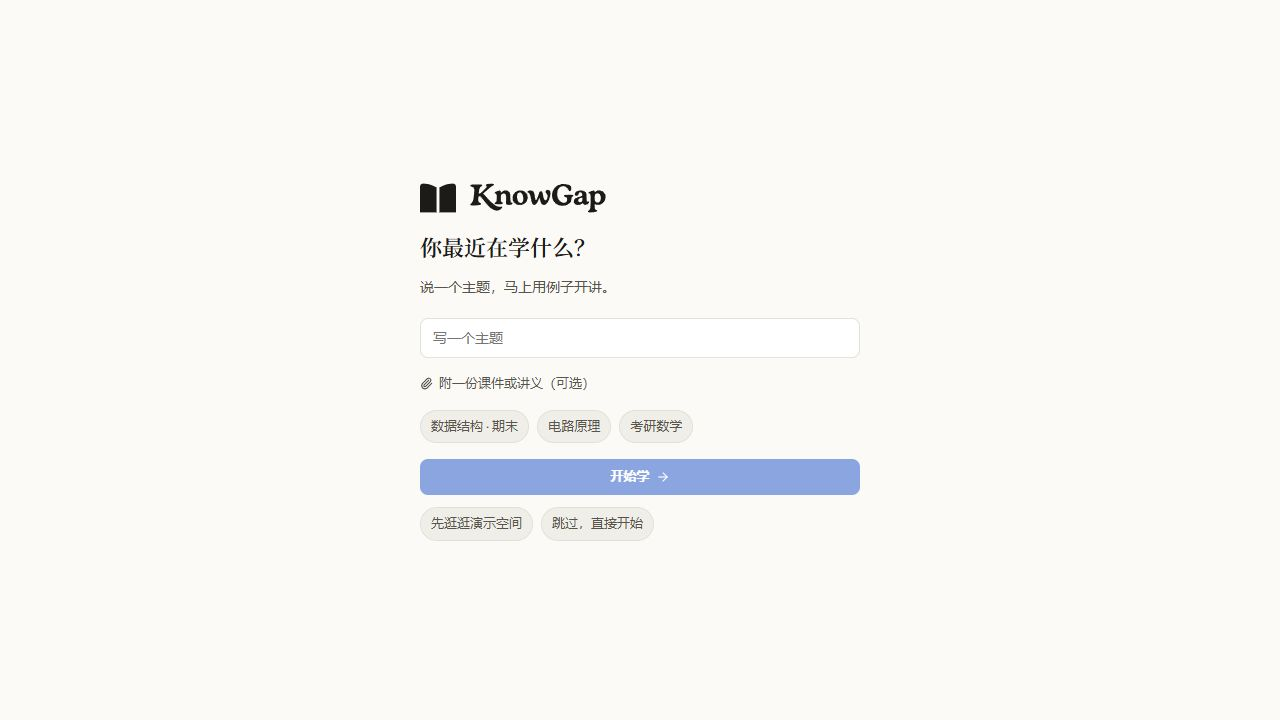 KnowGap
你最近在学什么？
说一个主题，马上用例子开讲。
写一个主题
附一份课件或讲义（可选）
数据结构 · 期末
电路原理
考研数学
开始学 →
先逛逛演示空间
跳过，直接开始